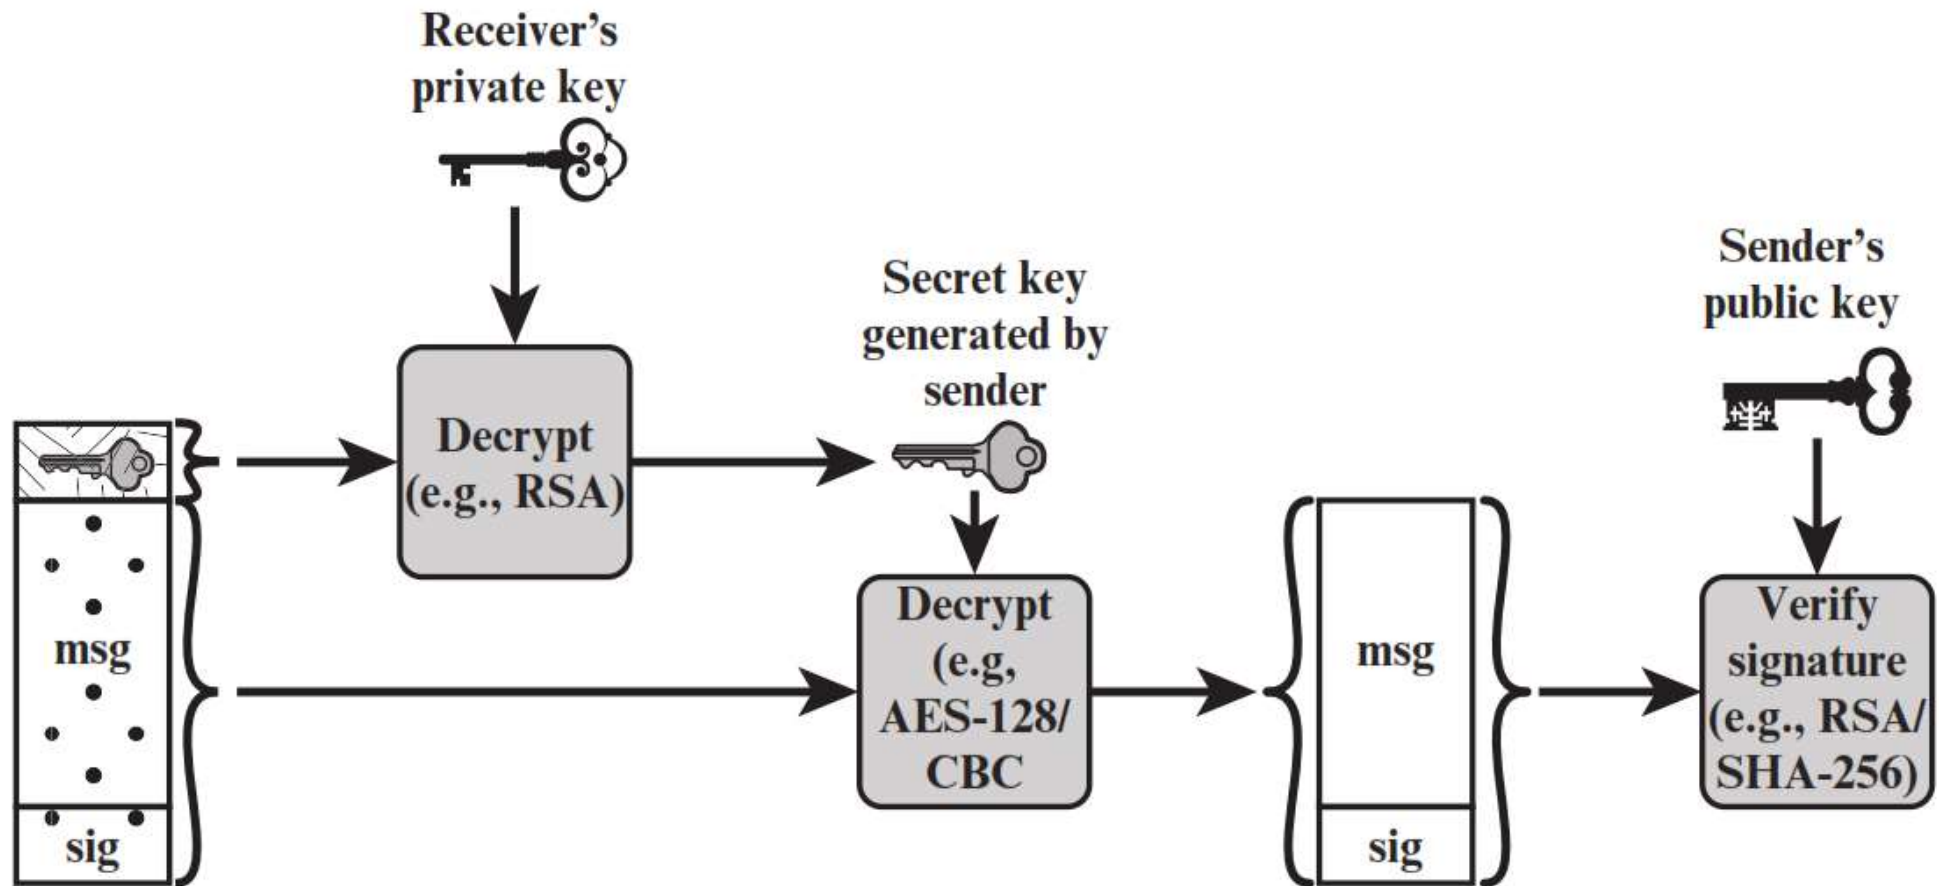 Receiver's
private key
Sender's
public key
Secret key
generated by
sender
Decrypt
(e.g., RSA)
msg
sig
Decrypt
(e.g,
AES-128/
CBC
msg
sig
Verify
signature
(e.g., RSA/
SHA-256)